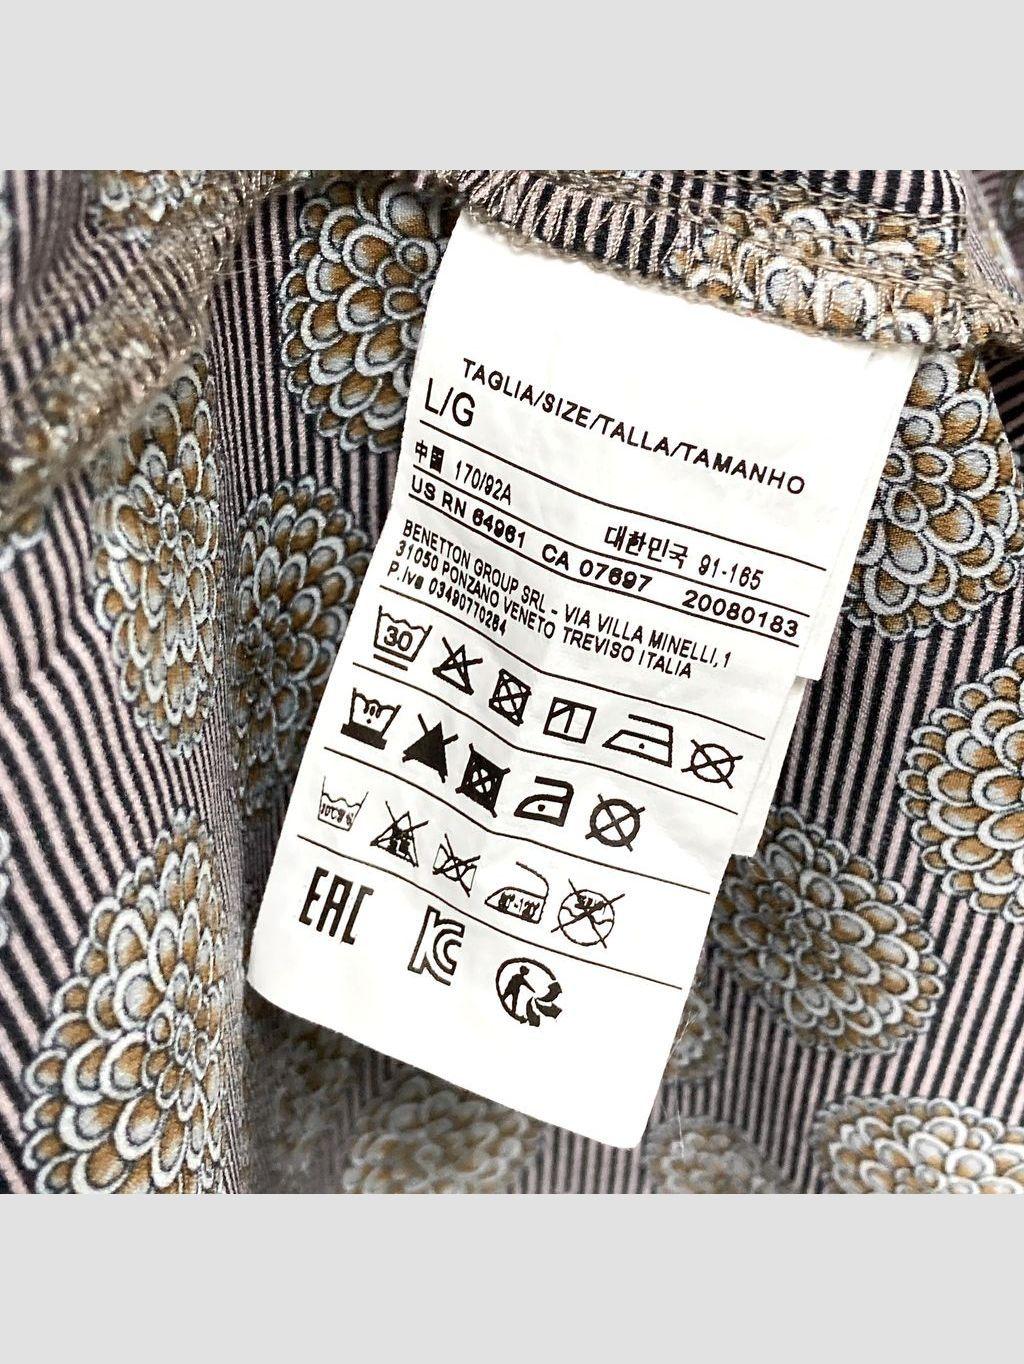 TAGLIA/SIZE/TALLA/TAMANHO
L/G
中国 170/92A 대한민국 91-165
US RN 64961 CA 07697 20080183
BENETTON GROUP SRL - VIA VILLA MINELLI, 1
31050 PONZANO VENETO TREVISO ITALIA
P.Iva 03490770264
30
EAC
KC